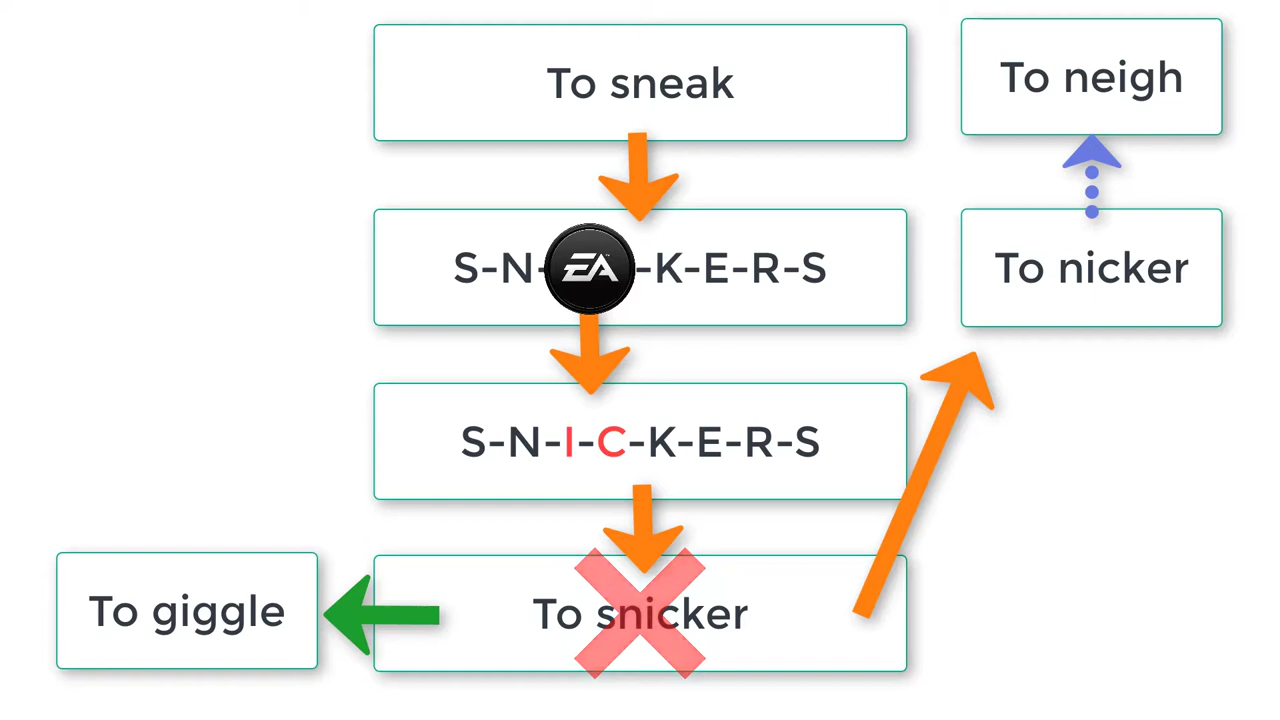 To sneak
To neigh
S-N-EA-K-E-R-S
To nicker
S-N-I-C-K-E-R-S
To giggle
To snicker